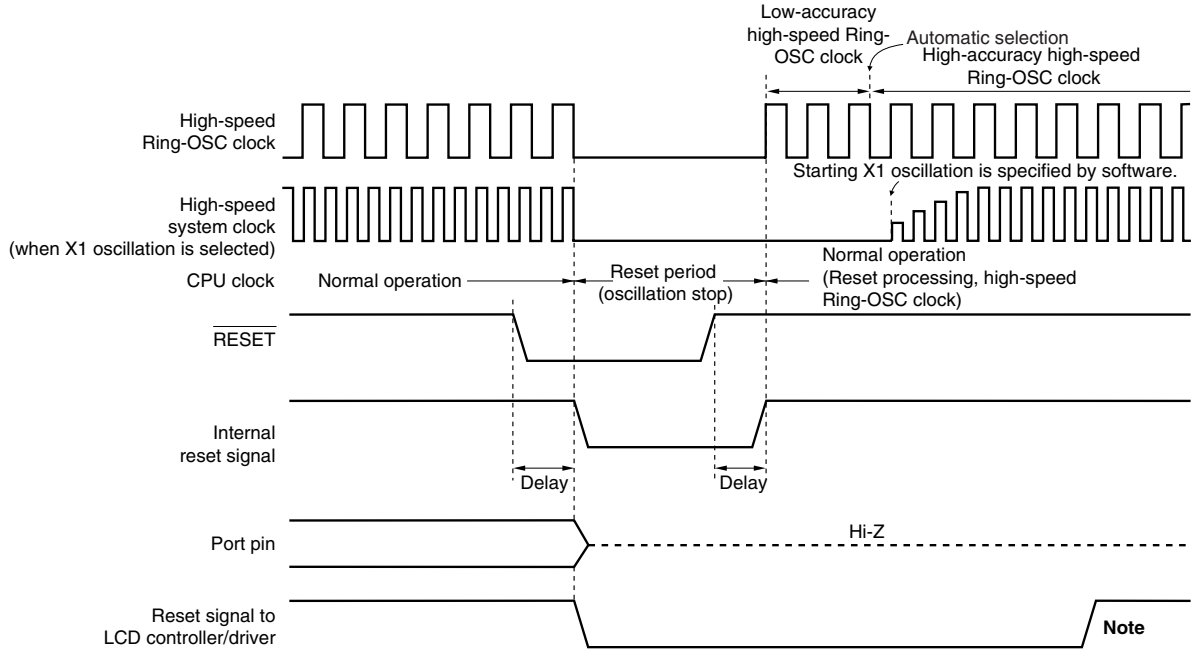 Low-accuracy
high-speed Ring-
OSC clock
Automatic selection
High-accuracy high-speed
Ring-OSC clock
High-speed
Ring-OSC clock
Starting X1 oscillation is specified by software.
High-speed
system clock
(when X1 oscillation is selected)
CPU clock
Normal operation
Reset period
(oscillation stop)
Normal operation
(Reset processing, high-speed
Ring-OSC clock)
RESET
Internal
reset signal
Delay
Delay
Port pin
Hi-Z
Reset signal to
LCD controller/driver
Note